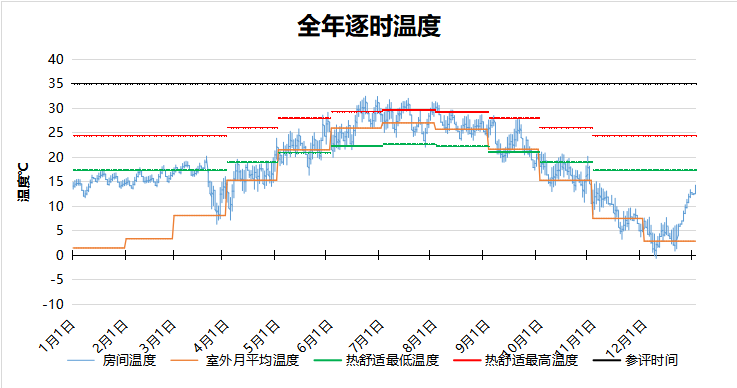 全年逐时温度
温度℃
40
35
30
25
20
15
10
5
0
-5
-10
1月1日
2月1日
3月1日
4月1日
5月1日
6月1日
7月1日
8月1日
9月1日
10月1日
11月1日
12月1日
房间温度 室外月平均温度 热舒适最低温度 热舒适最高温度 参评时间